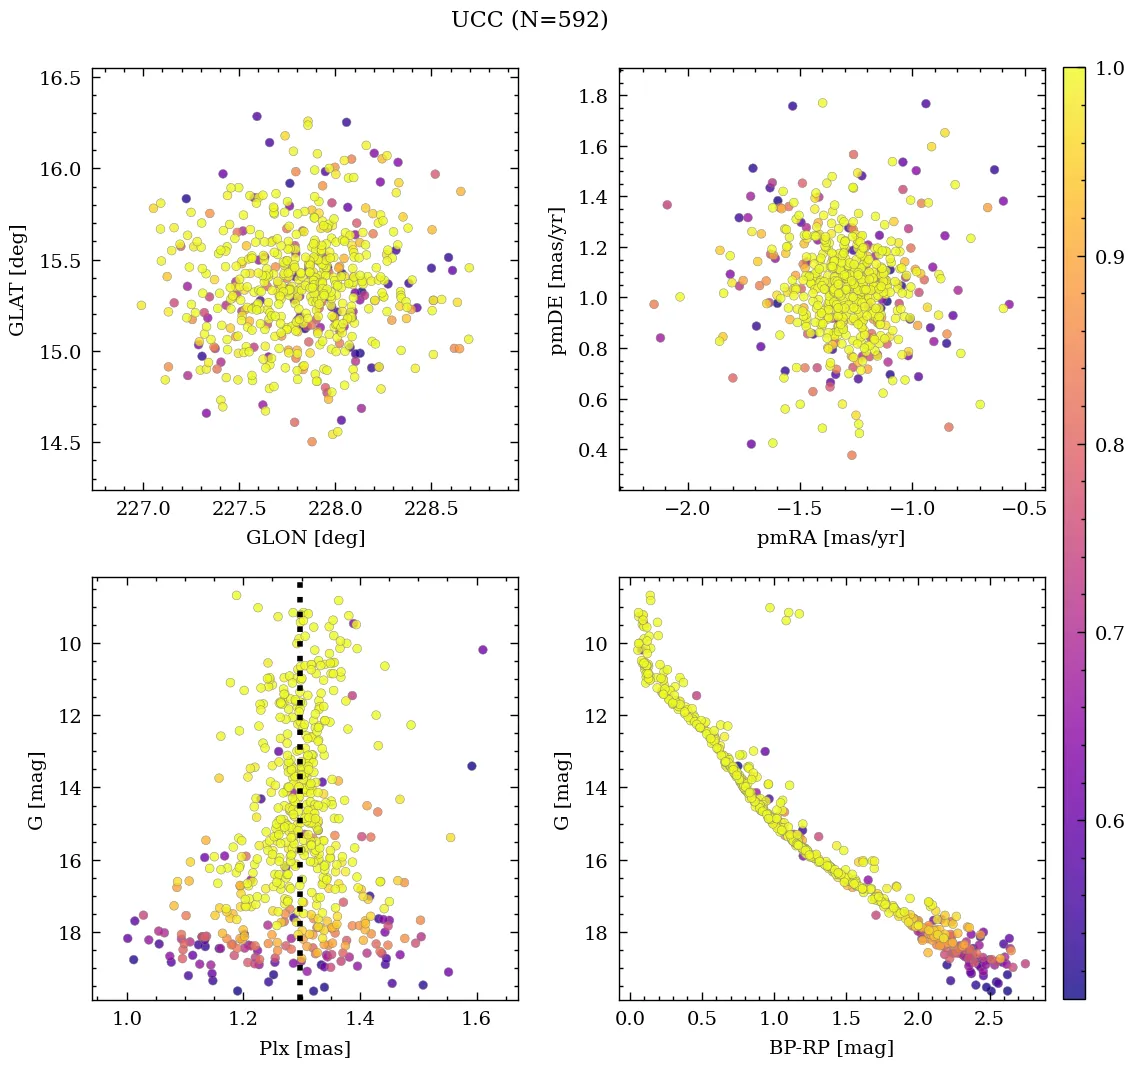 UCC (N=592)
16.5
16.0
15.5
15.0
14.5
GLAT [deg]
227.0 227.5 228.0 228.5
GLON [deg]
1.8
1.6
1.4
1.2
1.0
0.8
0.6
0.4
pmDE [mas/yr]
−2.0 −1.5 −1.0 −0.5
pmRA [mas/yr]
1.0
0.9
0.8
0.7
0.6
10
12
14
16
18
G [mag]
1.0 1.2 1.4 1.6
Plx [mas]
10
12
14
16
18
G [mag]
0.0 0.5 1.0 1.5 2.0 2.5
BP-RP [mag]